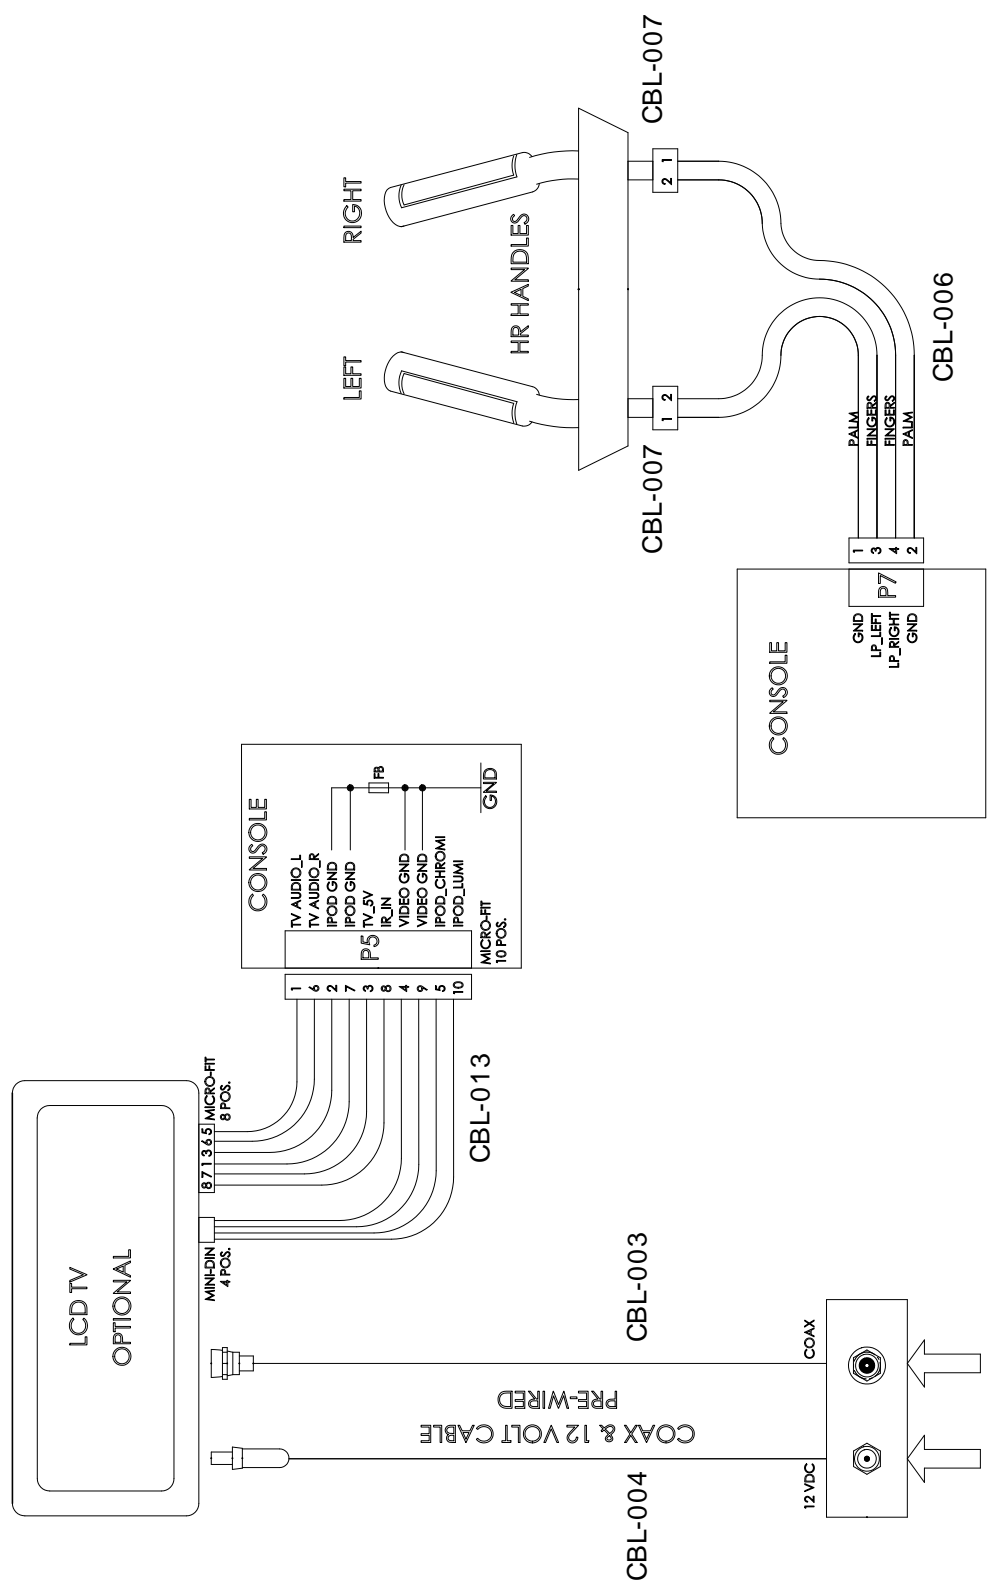 LCD TV
OPTIONAL
MINI-DIN
4 POS.
8 7 1 3 6 5
MICRO-FIT
8 POS.
CBL-013
1
6
2
7
3
8
4
9
5
10
P5
MICRO-FIT
10 POS.
CONSOLE
TV AUDIO_L
TV AUDIO_R
IPOD GND
IPOD GND
TV_5V
IR_IN
VIDEO GND
VIDEO GND
IPOD_CHROMI
IPOD_LUMI
FB
GND
CBL-004
CBL-003
COAX & 12 VOLT CABLE
PRE-WIRED
12 VDC
COAX
LEFT
RIGHT
HR HANDLES
CBL-007
1 2
2 1
CBL-007
CBL-006
PALM
FINGERS
FINGERS
PALM
1
3
4
2
P7
GND
LP_LEFT
LP_RIGHT
GND
CONSOLE